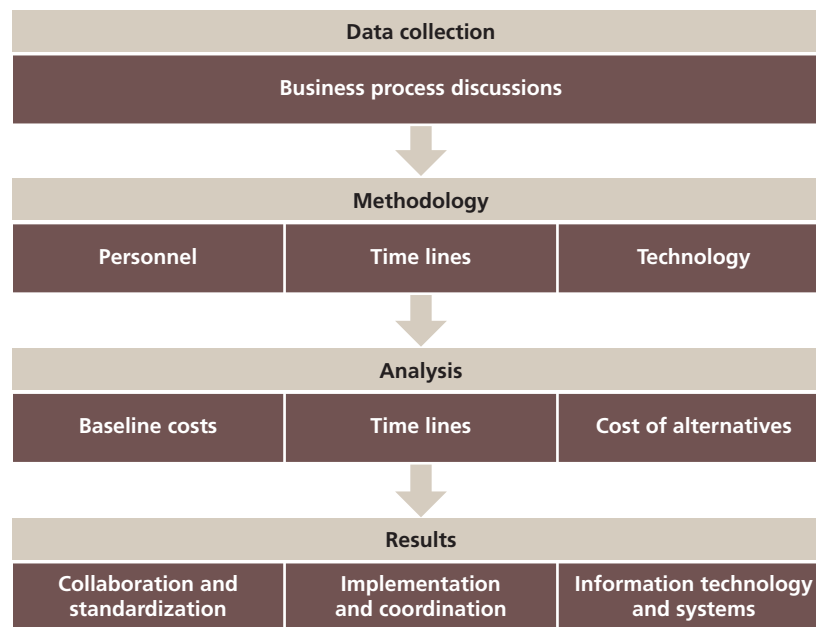 Data collection
Business process discussions
Methodology
Personnel
Time lines
Technology
Analysis
Baseline costs
Time lines
Cost of alternatives
Results
Collaboration and
standardization
Implementation
and coordination
Information technology
and systems